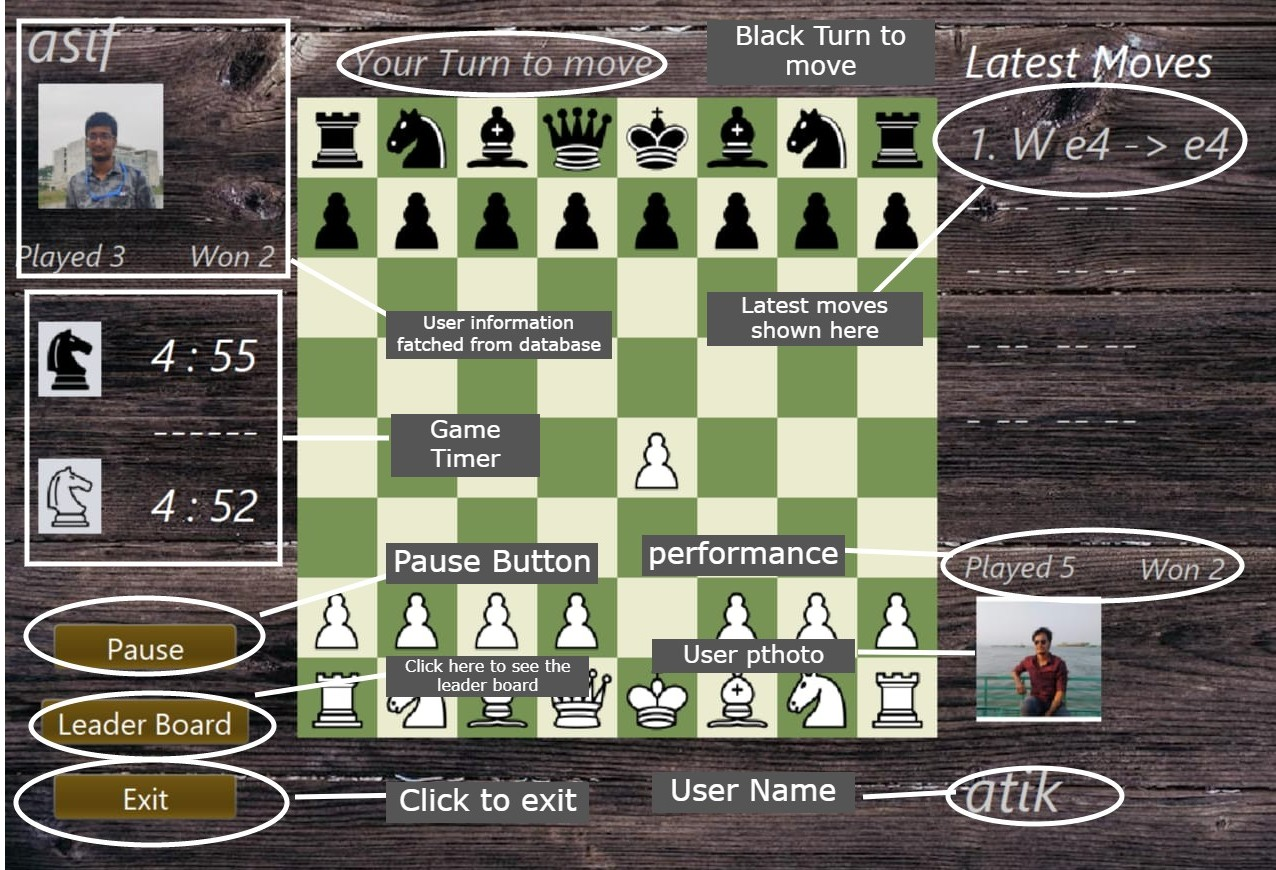 asif
Your Turn to move
Black Turn to
move
Latest Moves
1. W e4 -> e4
--- -- --
- -- -- --
- -- -- --
- -- -- --
Played 3 Won 2
User information
fatched from database
Latest moves
shown here
4 : 55
------
4 : 52
Game
Timer
Pause Button
performance
Played 5 Won 2
Pause
User pthoto
Click here to see the
leader board
Leader Board
Exit
Click to exit
User Name
atik